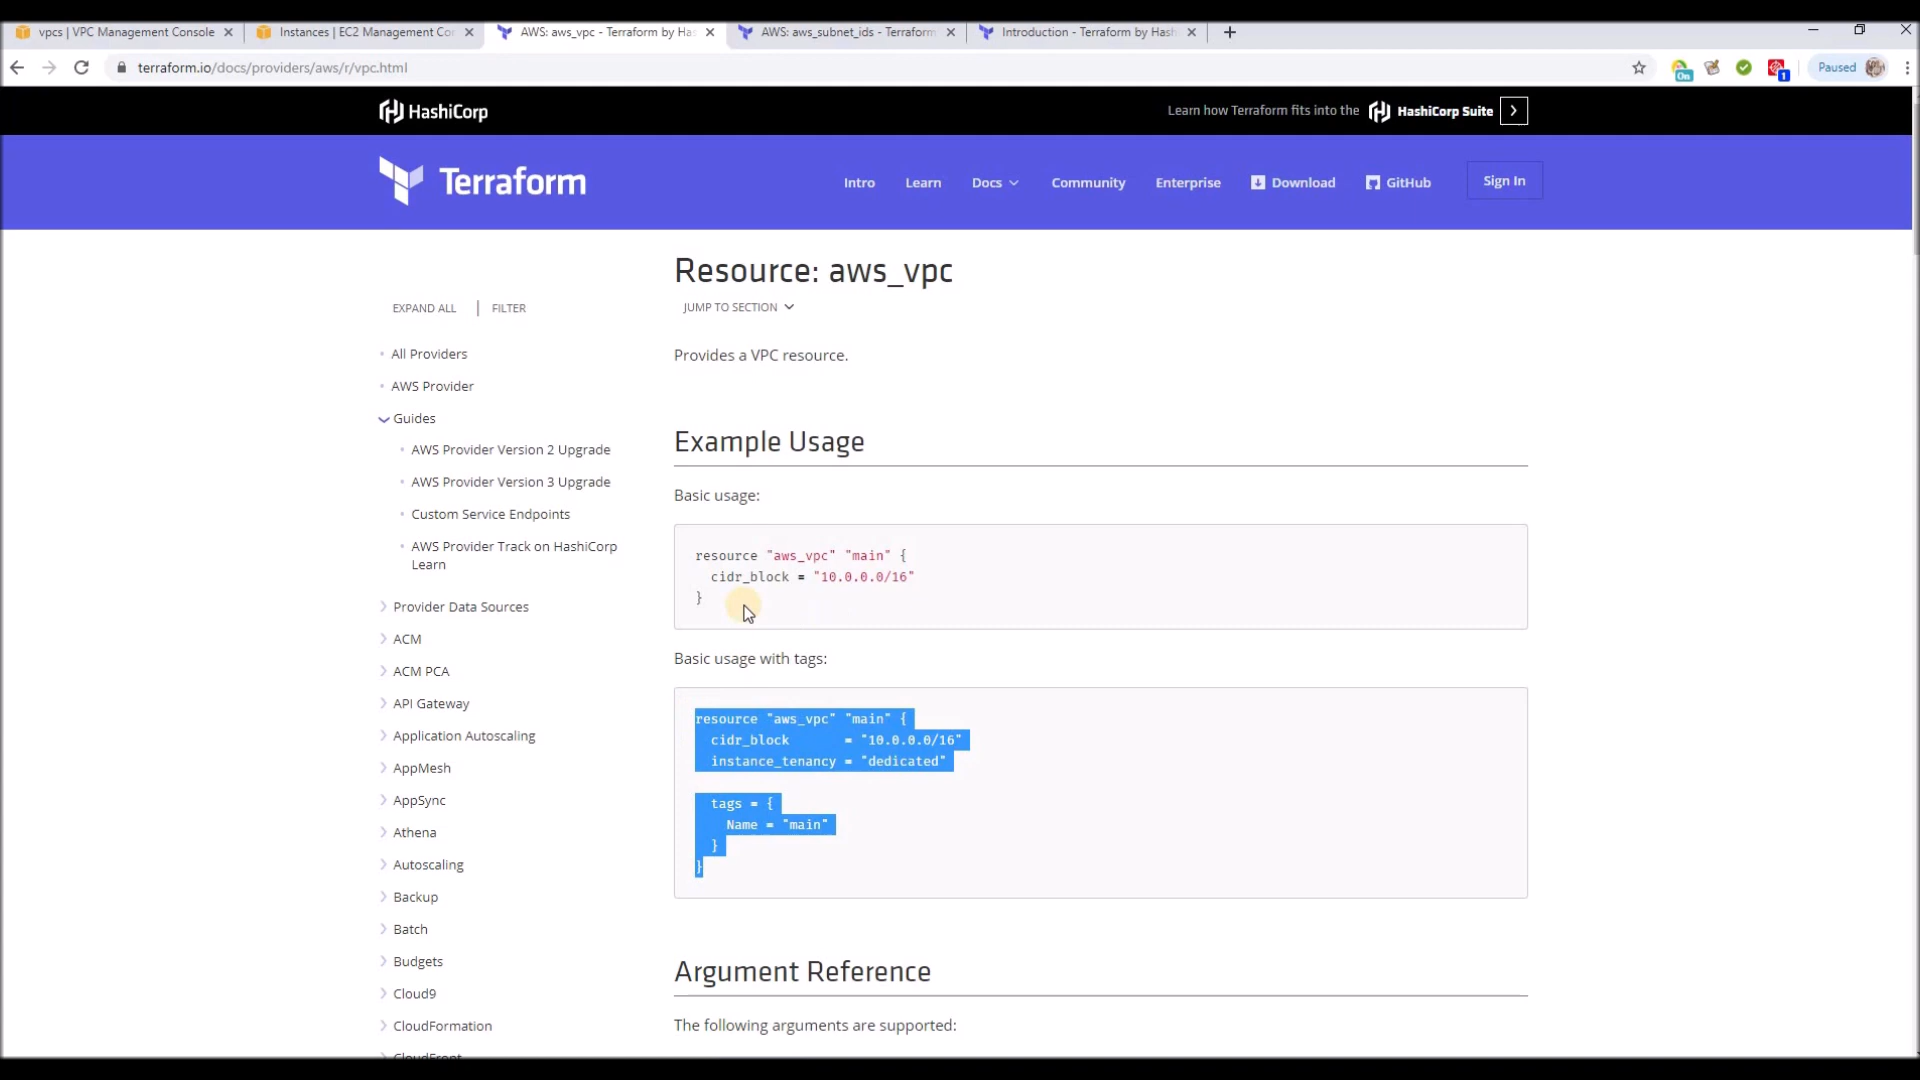 vpcs | VPC Management Console
Instances | EC2 Management Co
AWS: aws_vpc - Terraform by Has
AWS: aws_subnet_ids - Terraform
Introduction - Terraform by Hash
terraform.io/docs/providers/aws/r/vpc.html
On
1
Paused
HashiCorp
Learn how Terraform fits into the HashiCorp Suite
Terraform
Intro
Learn
Docs
Community
Enterprise
Download
GitHub
Sign In
Resource: aws_vpc
JUMP TO SECTION
EXPAND ALL | FILTER
All Providers
AWS Provider
Guides
AWS Provider Version 2 Upgrade
AWS Provider Version 3 Upgrade
Custom Service Endpoints
AWS Provider Track on HashiCorp
Learn
Provider Data Sources
ACM
ACM PCA
API Gateway
Application Autoscaling
AppMesh
AppSync
Athena
Autoscaling
Backup
Batch
Budgets
Cloud9
CloudFormation
CloudFront
Provides a VPC resource.
Example Usage
Basic usage:
resource "aws_vpc" "main" {
cidr_block = "10.0.0.0/16"
}
Basic usage with tags:
resource "aws_vpc" "main" {
cidr_block = "10.0.0.0/16"
instance_tenancy = "dedicated"
tags = {
Name = "main"
}
}
Argument Reference
The following arguments are supported: